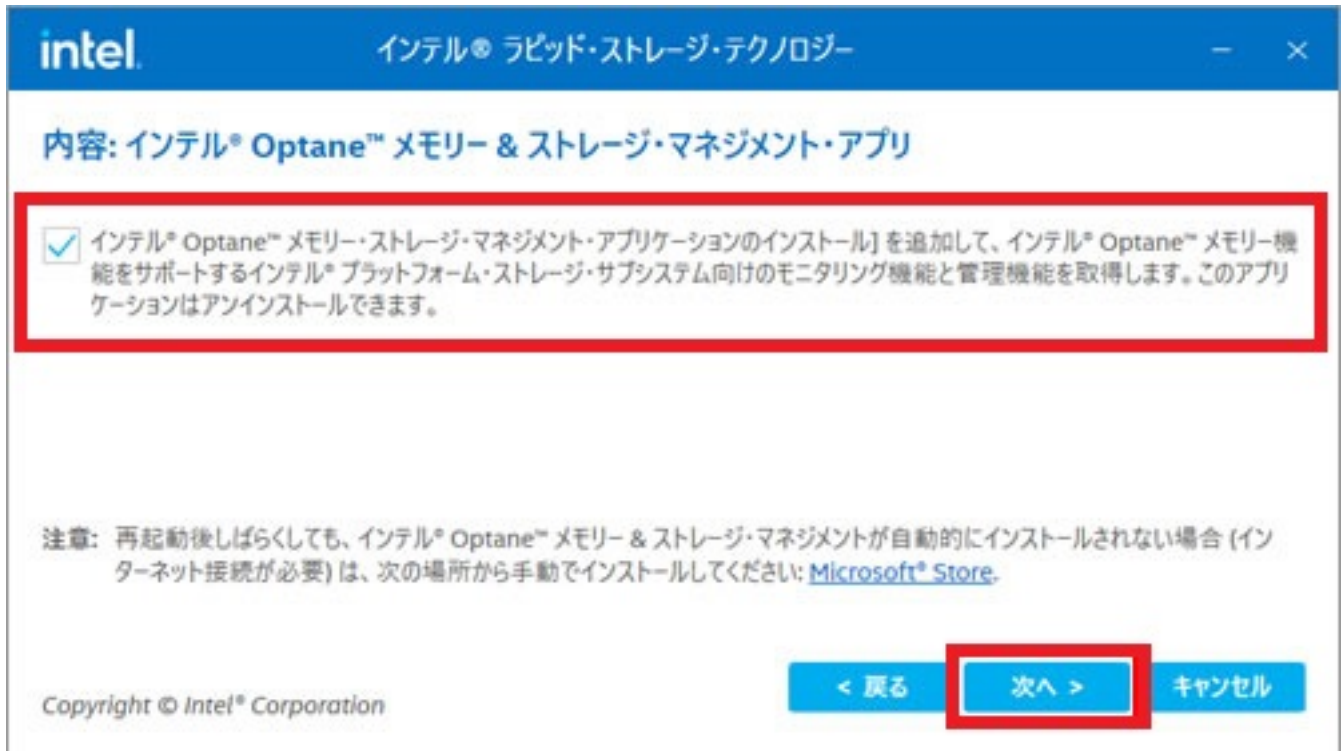 intel.
インテル® ラピッド・ストレージ・テクノロジー
内容: インテル® Optane™ メモリー & ストレージ・マネジメント・アプリ
インテル® Optane™ メモリー・ストレージ・マネジメント・アプリケーションのインストール] を追加して、インテル® Optane™ メモリー機
能をサポートするインテル® プラットフォーム・ストレージ・サブシステム向けのモニタリング機能と管理機能を取得します。このアプリ
ケーションはアンインストールできます。
注意: 再起動後しばらくしても、インテル® Optane™ メモリー & ストレージ・マネジメントが自動的にインストールされない場合 (イン
ターネット接続が必要) は、次の場所から手動でインストールしてください: Microsoft® Store.
< 戻る 次へ > キャンセル
Copyright © Intel® Corporation